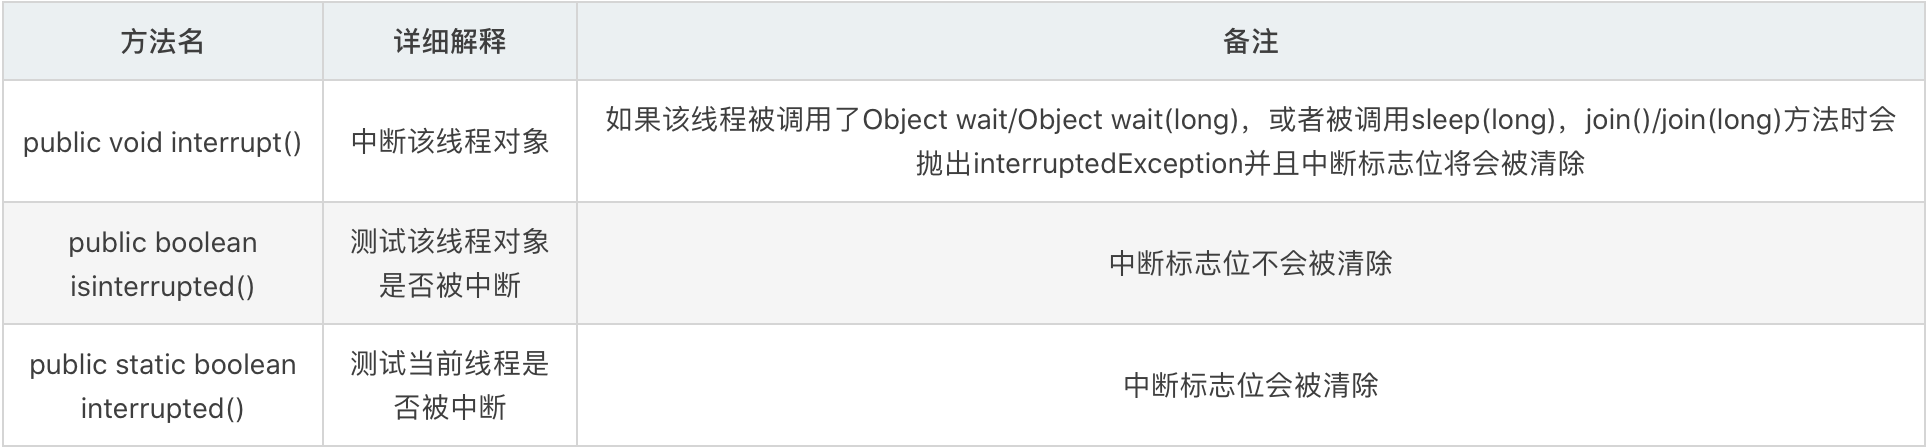 方法名 详细解释 备注
public void interrupt() 中断该线程对象 如果该线程被调用了Object wait/Object wait(long)，或者被调用sleep(long)，join()/join(long)方法时会
抛出interruptedException并且中断标志位将会被清除
public boolean
isinterrupted()
测试该线程对象
是否被中断
中断标志位不会被清除
public static boolean
interrupted()
测试当前线程是
否被中断
中断标志位会被清除